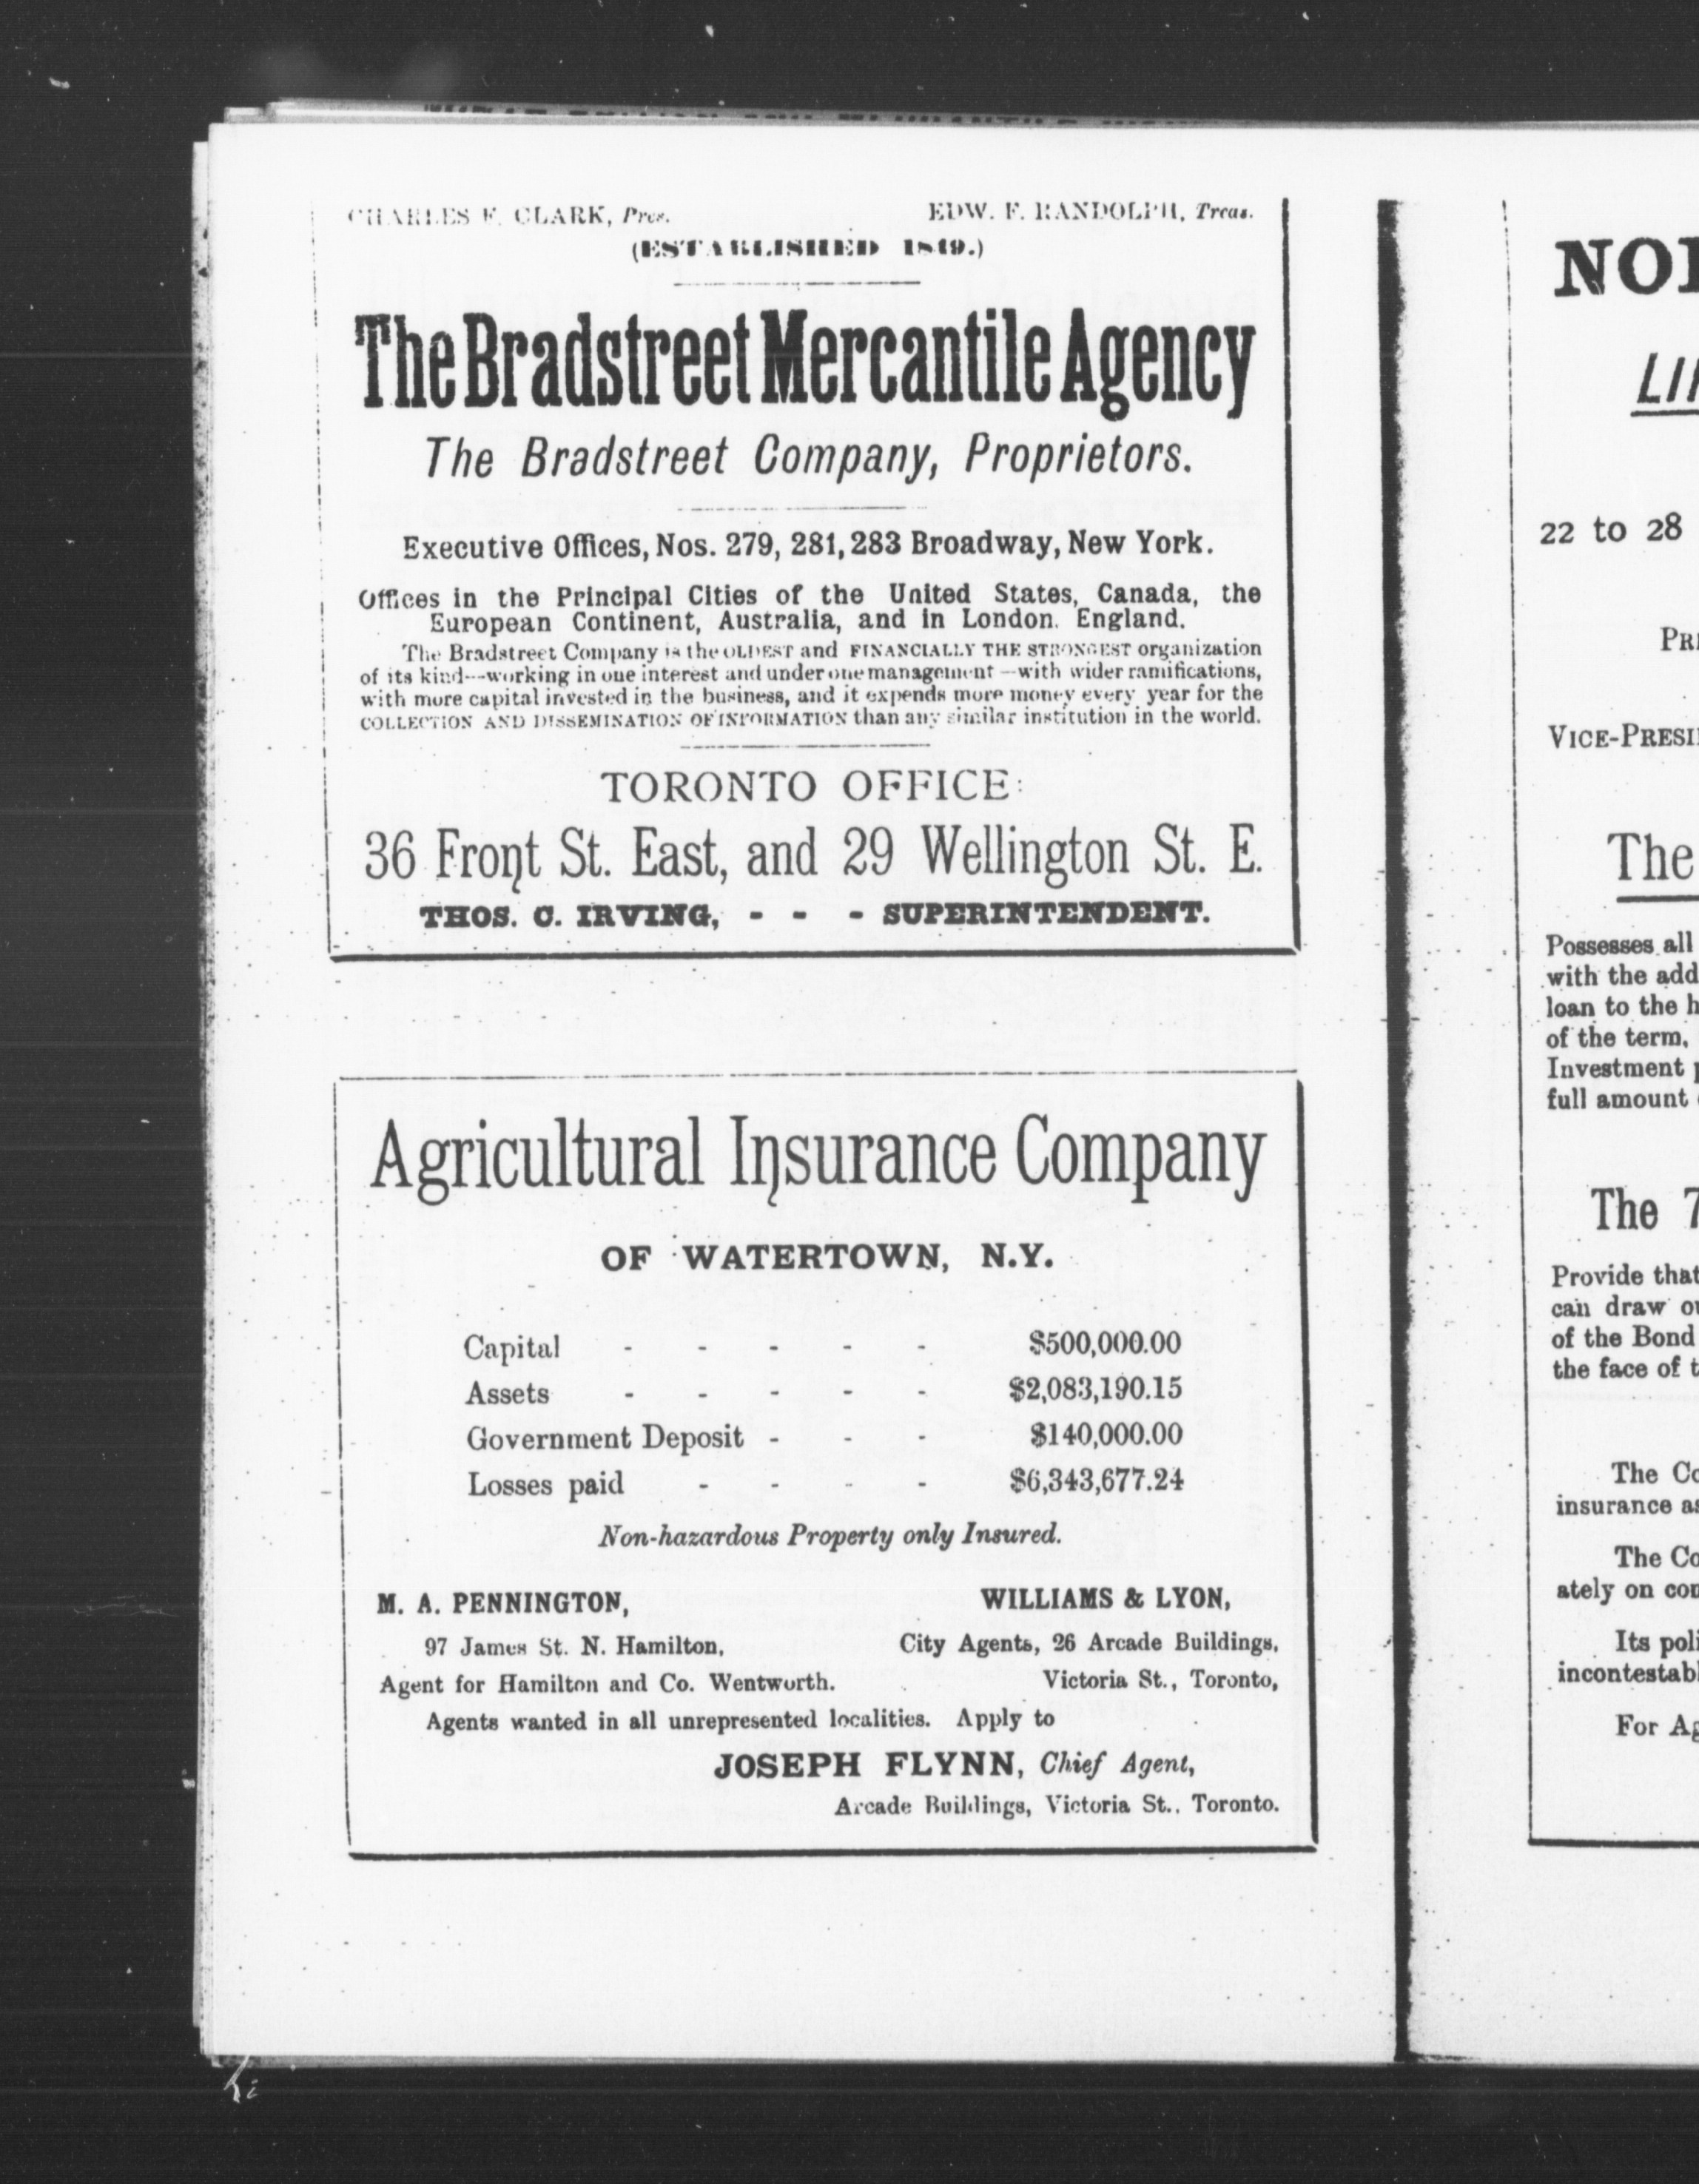 CHARLES F. CLARK, Pres. EDW. F. RANDOLPH, Treas.
(ESTABLISHED 1849.)
The Bradstreet Mercantile Agency
The Bradstreet Company, Proprietors.
Executive Offices, Nos. 279, 281, 283 Broadway, New York.
Offices in the Principal Cities of the United States, Canada, the
European Continent, Australia, and in London, England.
The Bradstreet Company is the OLDEST and FINANCIALLY THE STRONGEST organization
of its kind--working in one interest and under one management—with wider ramifications,
with more capital invested in the business, and it expends more money every year for the
COLLECTION AND DISSEMINATION OF INFORMATION than any similar institution in the world.
TORONTO OFFICE:
36 Front St. East, and 29 Wellington St. E.
THOS. C. IRVING, - - - SUPERINTENDENT.
Agricultural Insurance Company
OF WATERTOWN, N.Y.
Capital - - - - - $500,000.00
Assets - - - - - $2,083,190.15
Government Deposit - - - $140,000.00
Losses paid - - - - $6,343,677.24
Non-hazardous Property only Insured.
M. A. PENNINGTON,
97 James St. N. Hamilton,
Agent for Hamilton and Co. Wentworth.
WILLIAMS & LYON,
City Agents, 26 Arcade Buildings,
Victoria St., Toronto,
Agents wanted in all unrepresented localities. Apply to
JOSEPH FLYNN, Chief Agent,
Arcade Buildings, Victoria St., Toronto.
22 to 28
The
Possesses all
with the add
loan to the h
of the term,
Investment
full amount
The 7
Provide that
can draw
of the Bond
the face of t
The Co
insurance as
The Co
ately on con
Its poli
incontestabl
For Ag